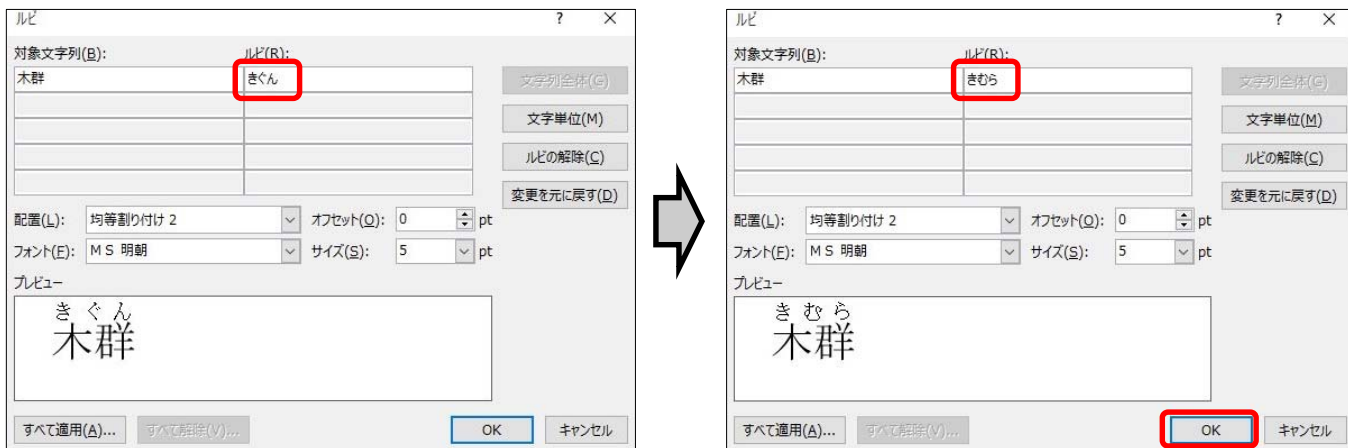 ルビ ? ×
対象文字列(B): ルビ(R):
木群 きぐん 文字列全体(G)
文字単位(M)
ルビの解除(C)
変更を元に戻す(D)
配置(L): 均等割り付け 2 オフセット(O): 0 pt
フォント(F): ＭＳ 明朝 サイズ(S): 5 pt
プレビュー
きぐん
木群
すべて適用(A)... すべて解除(V)... OK キャンセル
ルビ ? ×
対象文字列(B): ルビ(R):
木群 きむら 文字列全体(G)
文字単位(M)
ルビの解除(C)
変更を元に戻す(D)
配置(L): 均等割り付け 2 オフセット(O): 0 pt
フォント(F): ＭＳ 明朝 サイズ(S): 5 pt
プレビュー
きむら
木群
すべて適用(A)... すべて解除(V)... OK キャンセル